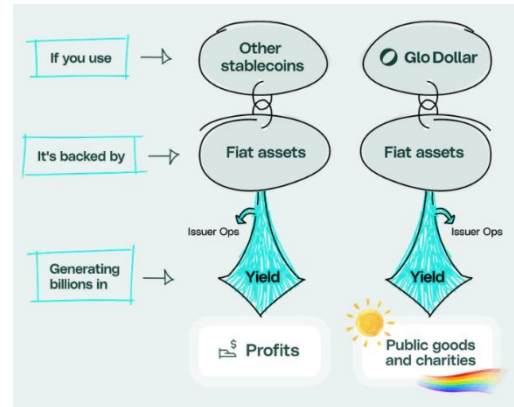 If you use
Other
stablecoins
Glo Dollar
It's backed by
Fiat assets
Fiat assets
Issuer Ops
Issuer Ops
Generating
billions in
Yield
Yield
$
Profits
Public goods
and charities